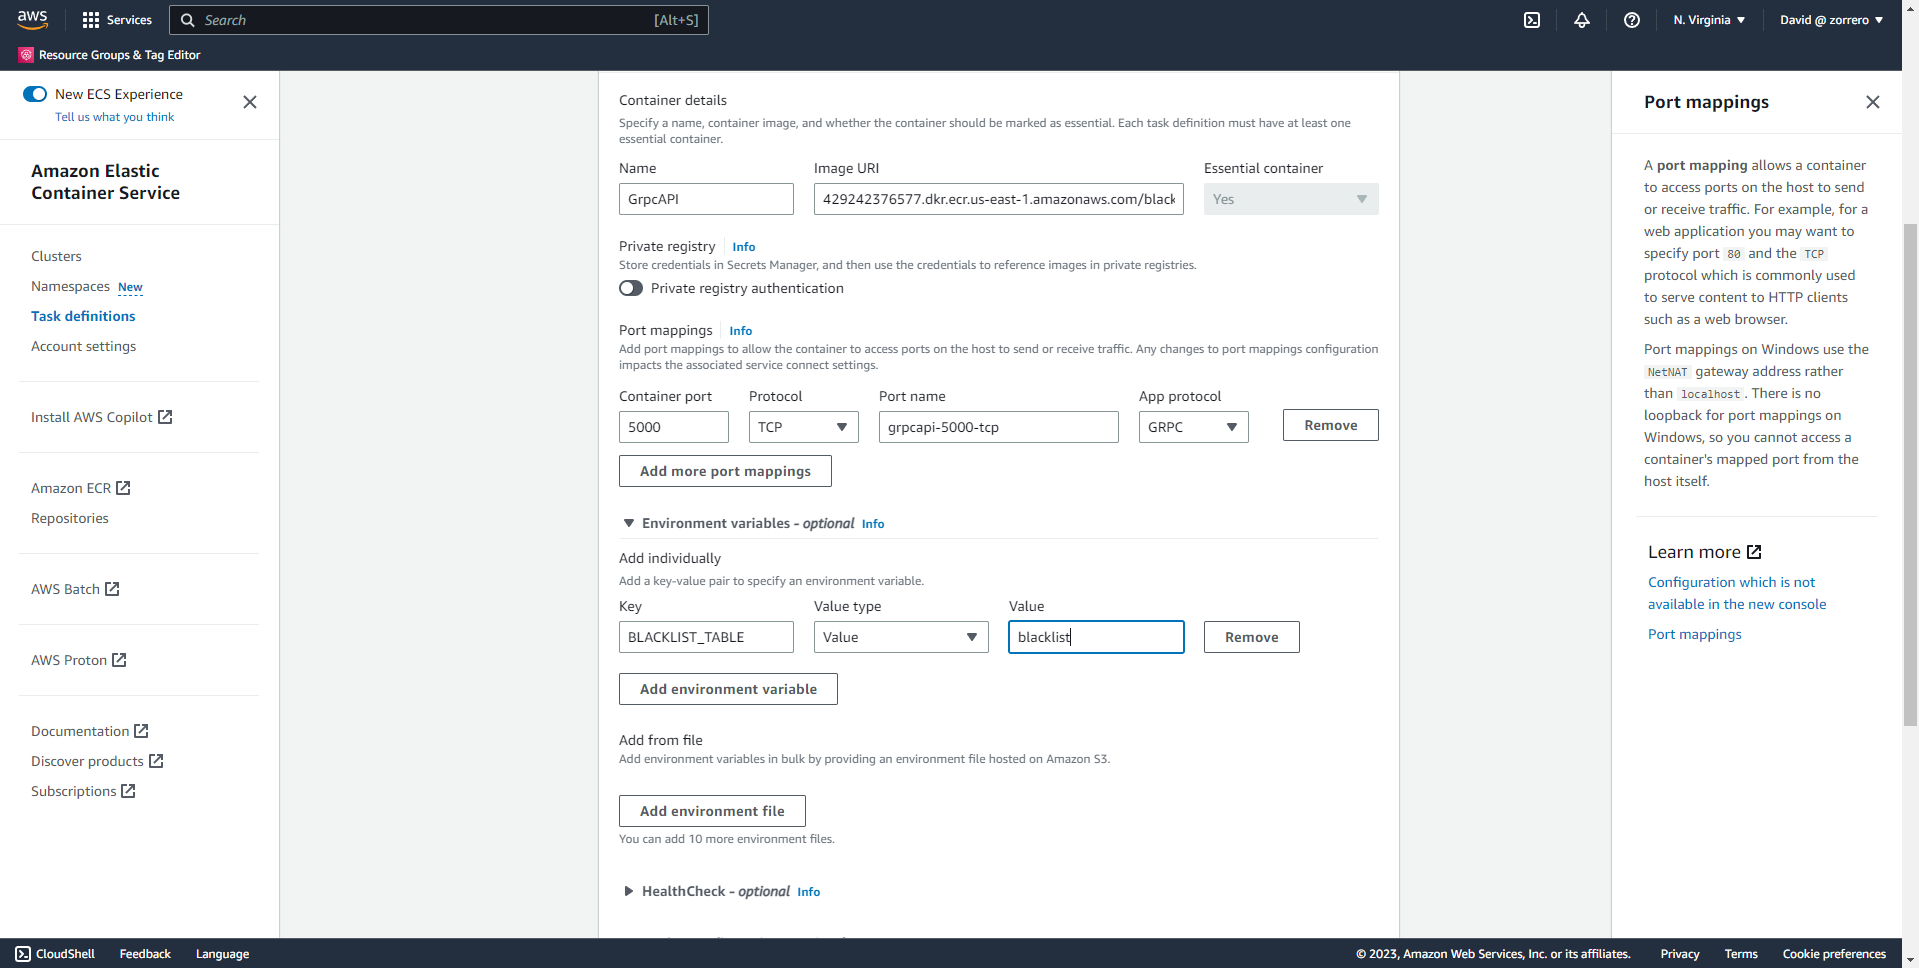 aws
Services
Search
[Alt+S]
N. Virginia
David @ zorrero
Resource Groups & Tag Editor
New ECS Experience
Tell us what you think
Amazon Elastic
Container Service
Clusters
Namespaces New
Task definitions
Account settings
Install AWS Copilot
Amazon ECR
Repositories
AWS Batch
AWS Proton
Documentation
Discover products
Subscriptions
Container details
Specify a name, container image, and whether the container should be marked as essential. Each task definition must have at least one
essential container.
Name
Image URI
Essential container
GrpcAPI
429242376577.dkr.ecr.us-east-1.amazonaws.com/black
Yes
Private registry Info
Store credentials in Secrets Manager, and then use the credentials to reference images in private registries.
Private registry authentication
Port mappings Info
Add port mappings to allow the container to access ports on the host to send or receive traffic. Any changes to port mappings configuration
impacts the associated service connect settings.
Container port
Protocol
Port name
App protocol
5000
TCP
grpcapi-5000-tcp
GRPC
Remove
Add more port mappings
Environment variables - optional Info
Add individually
Add a key-value pair to specify an environment variable.
Key
Value type
Value
BLACKLIST_TABLE
Value
blacklist
Remove
Add environment variable
Add from file
Add environment variables in bulk by providing an environment file hosted on Amazon S3.
Add environment file
You can add 10 more environment files.
HealthCheck - optional Info
Port mappings
A port mapping allows a container
to access ports on the host to send
or receive traffic. For example, for a
web application you may want to
specify port 80 and the TCP
protocol which is commonly used
to serve content to HTTP clients
such as a web browser.
Port mappings on Windows use the
NetNAT gateway address rather
than localhost. There is no
loopback for port mappings on
Windows, so you cannot access a
container's mapped port from the
host itself.
Learn more
Configuration which is not
available in the new console
Port mappings
CloudShell
Feedback
Language
© 2023, Amazon Web Services, Inc. or its affiliates.
Privacy
Terms
Cookie preferences